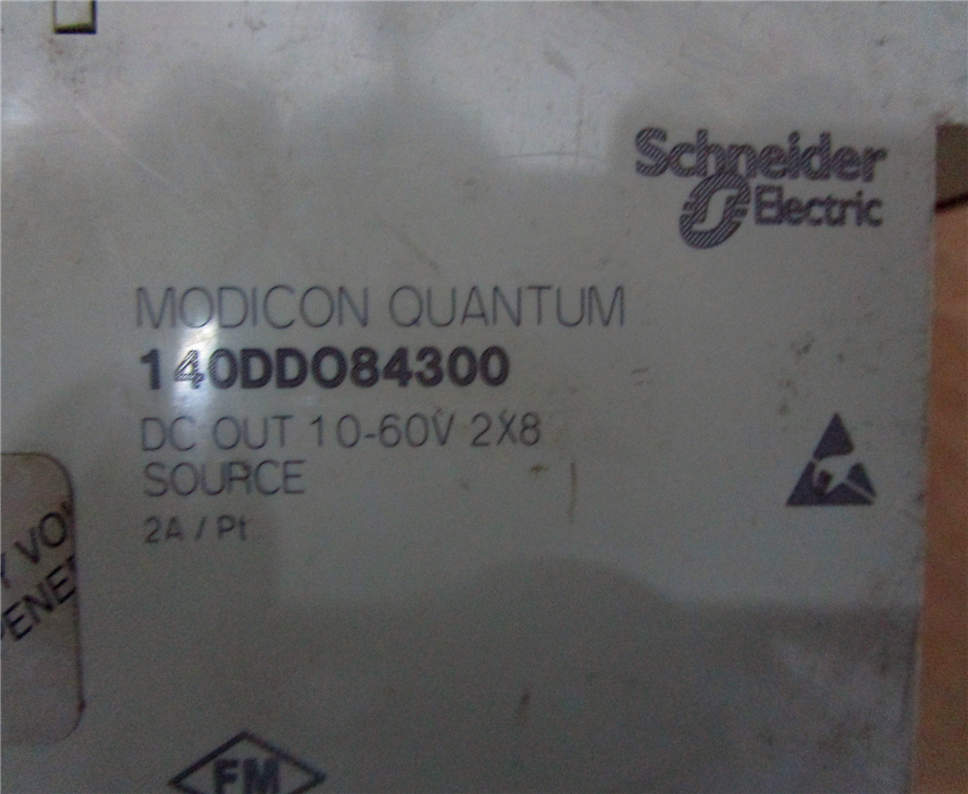 Schneider
Electric
MODICON QUANTUM
140DDO84300
DC OUT 10-60V 2X8
SOURCE
2A / Pt
FM